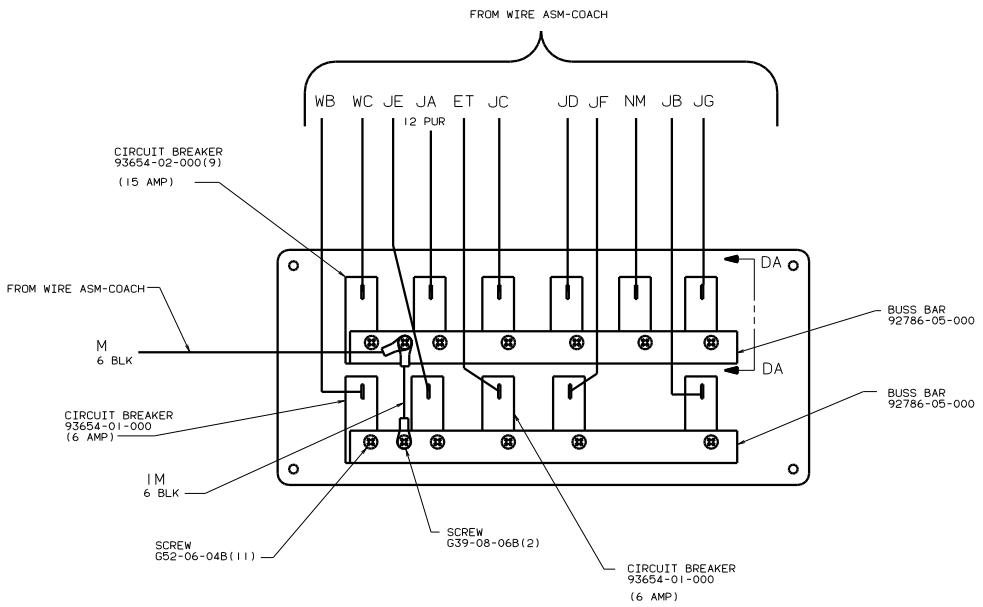 FROM WIRE ASM-COACH
WB WC JE JA ET JC JD JF NM JB JG
12 PUR
CIRCUIT BREAKER
93654-02-000(9)
(15 AMP)
DA
FROM WIRE ASM-COACH
BUSS BAR
92786-05-000
M
6 BLK
DA
BUSS BAR
92786-05-000
CIRCUIT BREAKER
93654-01-000
(6 AMP)
1M
6 BLK
SCREW
G39-08-06B(2)
SCREW
G52-06-04B(11)
CIRCUIT BREAKER
93654-01-000
(6 AMP)